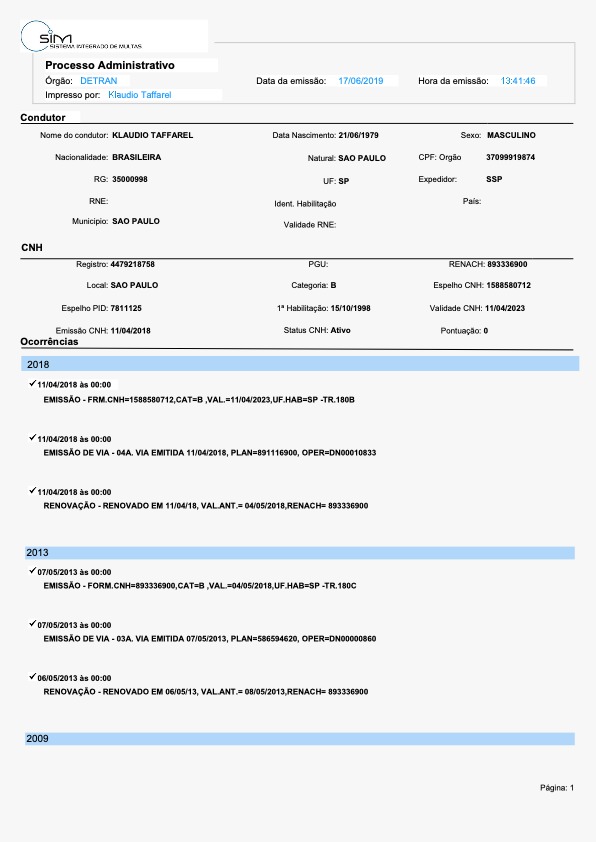 SIM
SISTEMA INTEGRADO DE MULTAS
Processo Administrativo
Órgão: DETRAN Data da emissão: 17/06/2019 Hora da emissão: 13:41:46
Impresso por: Klaudio Taffarel
Condutor
Nome do condutor: KLAUDIO TAFFAREL Data Nascimento: 21/06/1979 Sexo: MASCULINO
Nacionalidade: BRASILEIRA Natural: SAO PAULO CPF: Orgão 37099919874
RG: 35000998 UF: SP Expedidor: SSP
RNE: Ident. Habilitação País:
Municipio: SAO PAULO Validade RNE:
CNH
Registro: 4479218758 PGU: RENACH: 893336900
Local: SAO PAULO Categoria: B Espelho CNH: 1588580712
Espelho PID: 7811125 1ª Habilitação: 15/10/1998 Validade CNH: 11/04/2023
Emissão CNH: 11/04/2018 Status CNH: Ativo Pontuação: 0
Ocorrências
2018
✓11/04/2018 às 00:00
EMISSÃO - FRM.CNH=1588580712,CAT=B ,VAL.=11/04/2023,UF.HAB=SP -TR.180B
✓11/04/2018 às 00:00
EMISSÃO DE VIA - 04A. VIA EMITIDA 11/04/2018, PLAN=891116900, OPER=DN00010833
✓11/04/2018 às 00:00
RENOVAÇÃO - RENOVADO EM 11/04/18, VAL.ANT.= 04/05/2018,RENACH= 893336900
2013
✓07/05/2013 às 00:00
EMISSÃO - FORM.CNH=893336900,CAT=B ,VAL.=04/05/2018,UF.HAB=SP -TR.180C
✓07/05/2013 às 00:00
EMISSÃO DE VIA - 03A. VIA EMITIDA 07/05/2013, PLAN=586594620, OPER=DN00000860
✓06/05/2013 às 00:00
RENOVAÇÃO - RENOVADO EM 06/05/13, VAL.ANT.= 08/05/2013,RENACH= 893336900
2009
Página: 1